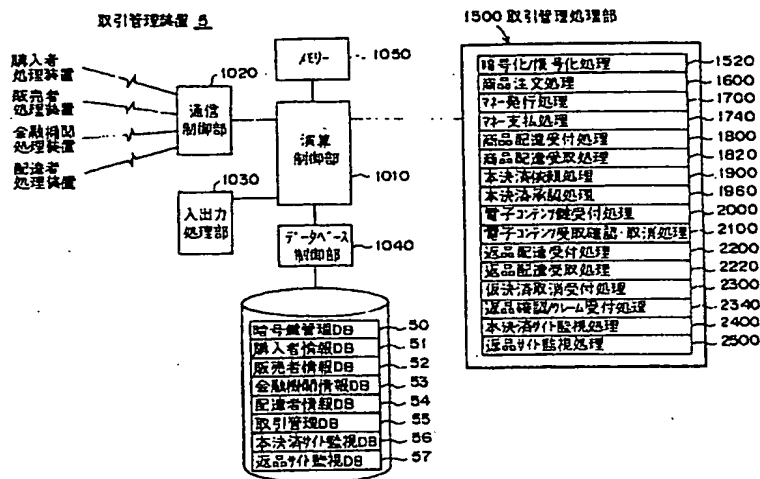 取引管理装置 5
購入者
処理装置
販売者
処理装置
金融機関
処理装置
配達者
処理装置
1020
通信
制御部
メモリー
1050
演算
制御部
1010
1030
入出力
処理部
データベース
制御部
1040
暗号鍵管理DB 50
購入者情報DB 51
販売者情報DB 52
金融機関情報DB 53
配達者情報DB 54
取引管理DB 55
本決済サイト監視DB 56
返品サイト監視DB 57
1500 取引管理処理部
暗号化/復号化処理 1520
商品注文処理 1600
マネー発行処理 1700
マネー支払処理 1740
商品配達受付処理 1800
商品配達受取処理 1820
本決済依頼処理 1900
本決済承認処理 1960
電子コンテンツ鍵受付処理 2000
電子コンテンツ受取確認・取消処理 2100
返品配達受付処理 2200
返品配達受取処理 2220
仮決済取消受付処理 2300
返品確認/クレーム受付処理 2340
本決済サイト監視処理 2400
返品サイト監視処理 2500